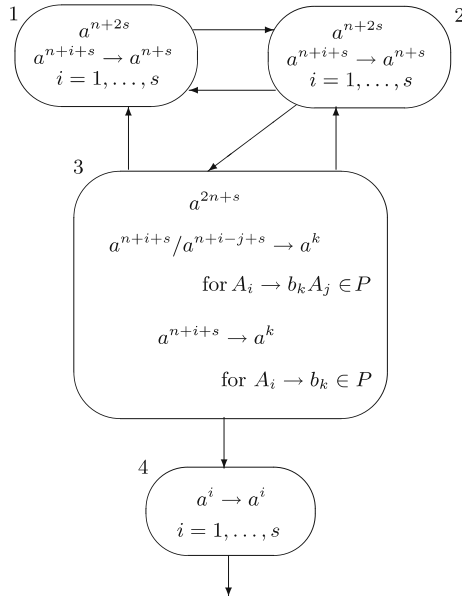 1
a^{n+2s}
a^{n+i+s} → a^{n+s}
i = 1, . . . , s
2
a^{n+2s}
a^{n+i+s} → a^{n+s}
i = 1, . . . , s
3
a^{2n+s}
a^{n+i+s}/a^{n+i−j+s} → a^k
for A_i → b_k A_j ∈ P
a^{n+i+s} → a^k
for A_i → b_k ∈ P
4
a^i → a^i
i = 1, . . . , s